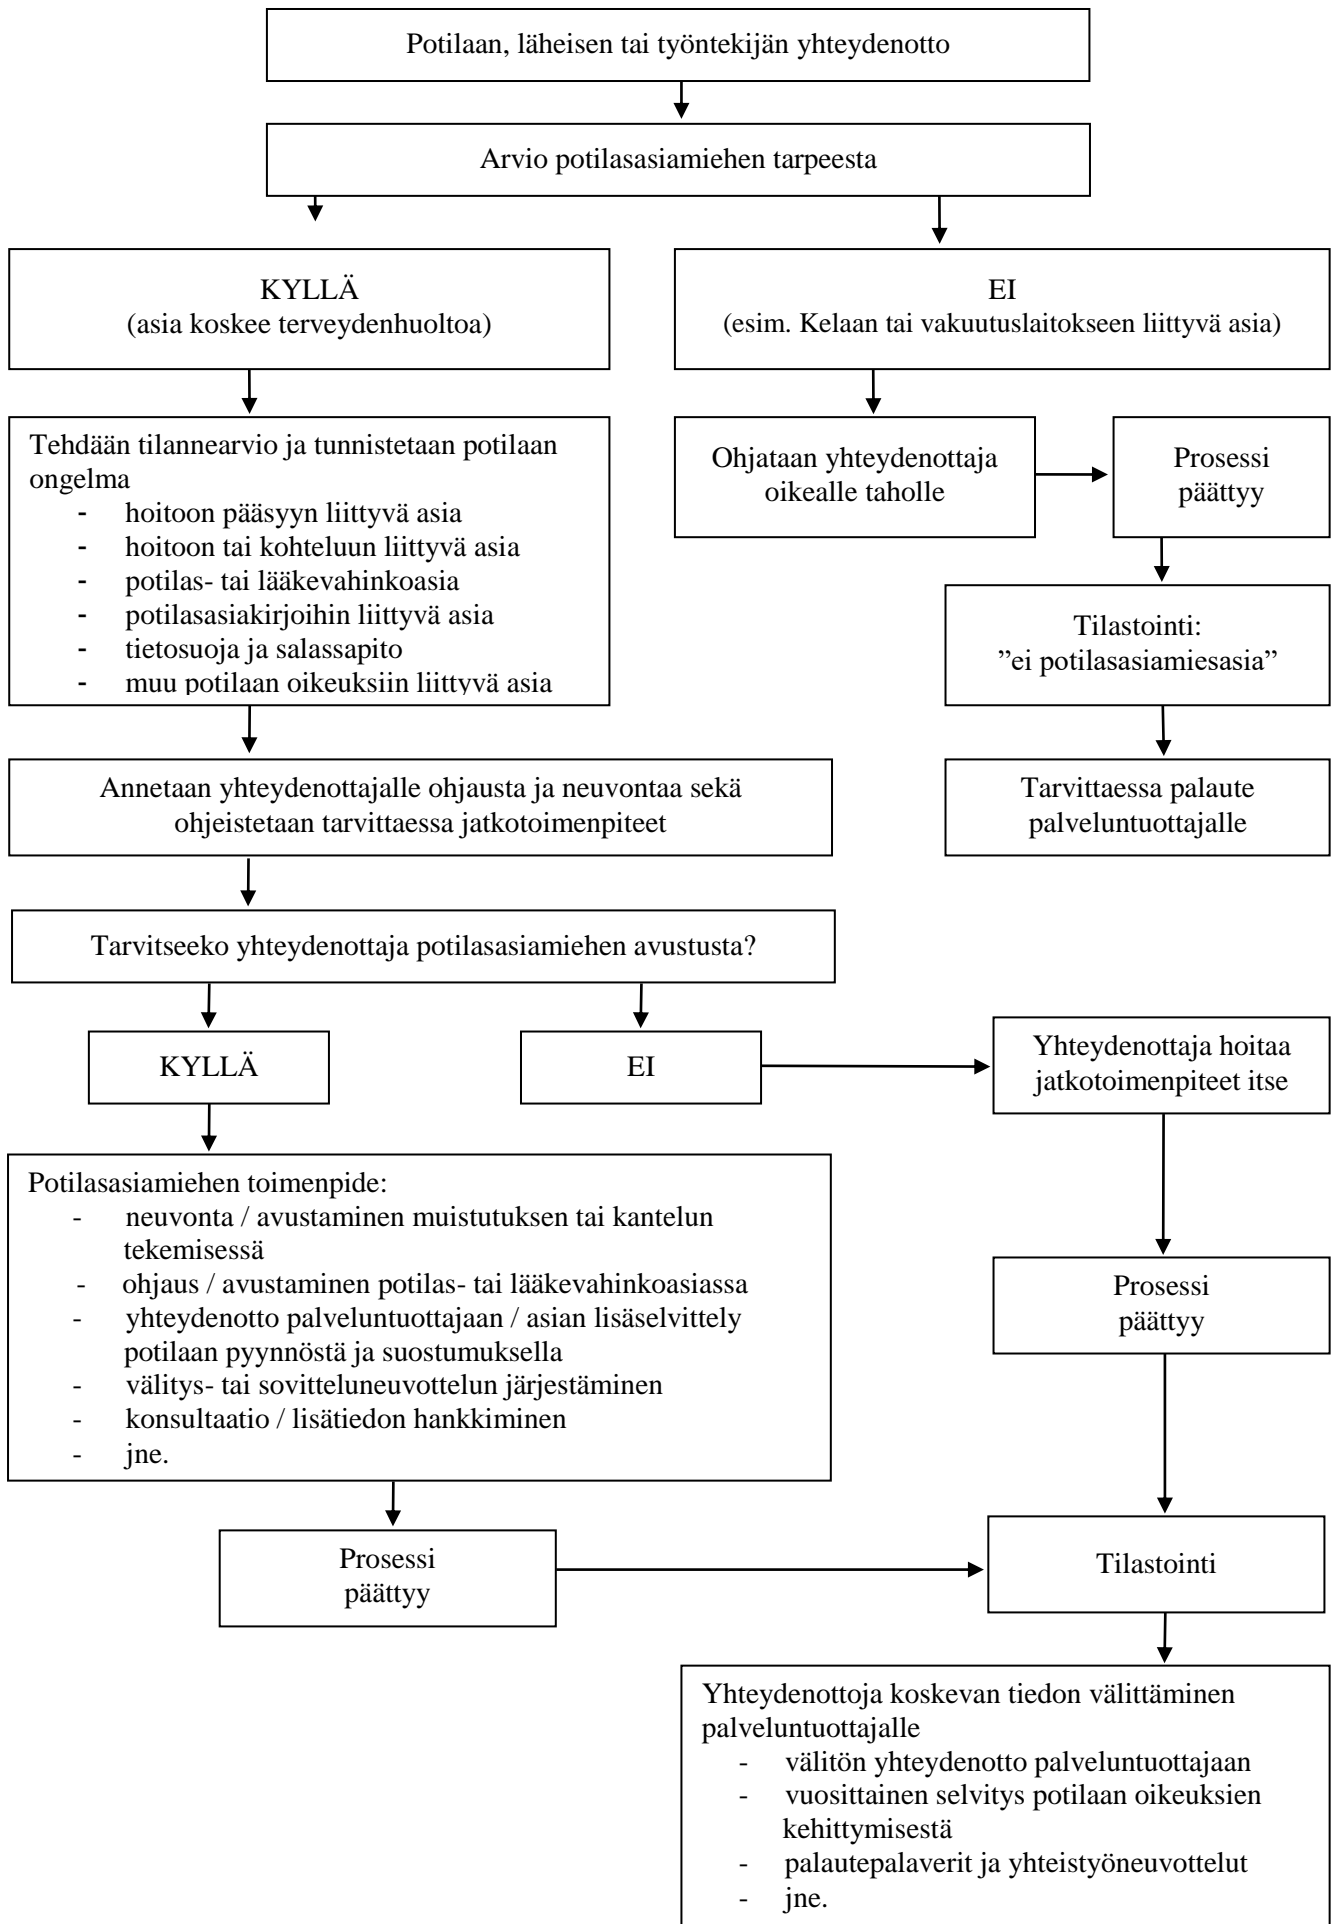 Potilaan, läheisen tai työntekijän yhteydenotto
Arvio potilasasiamiehen tarpeesta
KYLLÄ
(asia koskee terveydenhuoltoa)
EI
(esim. Kelaan tai vakuutuslaitokseen liittyvä asia)
Tehdään tilannearvio ja tunnistetaan potilaan
ongelma
- hoitoon pääsyyn liittyvä asia
- hoitoon tai kohteluun liittyvä asia
- potilas- tai lääkevahinkoasia
- potilasasiakirjoihin liittyvä asia
- tietosuoja ja salassapito
- muu potilaan oikeuksiin liittyvä asia
Ohjataan yhteydenottaja
oikealle taholle
Prosessi
päättyy
Tilastointi:
”ei potilasasiamiesasia”
Tarvittaessa palaute
palveluntuottajalle
Annetaan yhteydenottajalle ohjausta ja neuvontaa sekä
ohjeistetaan tarvittaessa jatkotoimenpiteet
Tarvitseeko yhteydenottaja potilasasiamiehen avustusta?
KYLLÄ
EI
Yhteydenottaja hoitaa
jatkotoimenpiteet itse
Potilasasiamiehen toimenpide:
- neuvonta / avustaminen muistutuksen tai kantelun
tekemisessä
- ohjaus / avustaminen potilas- tai lääkevahinkoasiassa
- yhteydenotto palveluntuottajaan / asian lisäselvittely
potilaan pyynnöstä ja suostumuksella
- välitys- tai sovitteluneuvottelun järjestäminen
- konsultaatio / lisätiedon hankkiminen
- jne.
Prosessi
päättyy
Prosessi
päättyy
Tilastointi
Yhteydenottoja koskevan tiedon välittäminen
palveluntuottajalle
- välitön yhteydenotto palveluntuottajaan
- vuosittainen selvitys potilaan oikeuksien
kehittymisestä
- palautepalaverit ja yhteistyöneuvottelut
- jne.